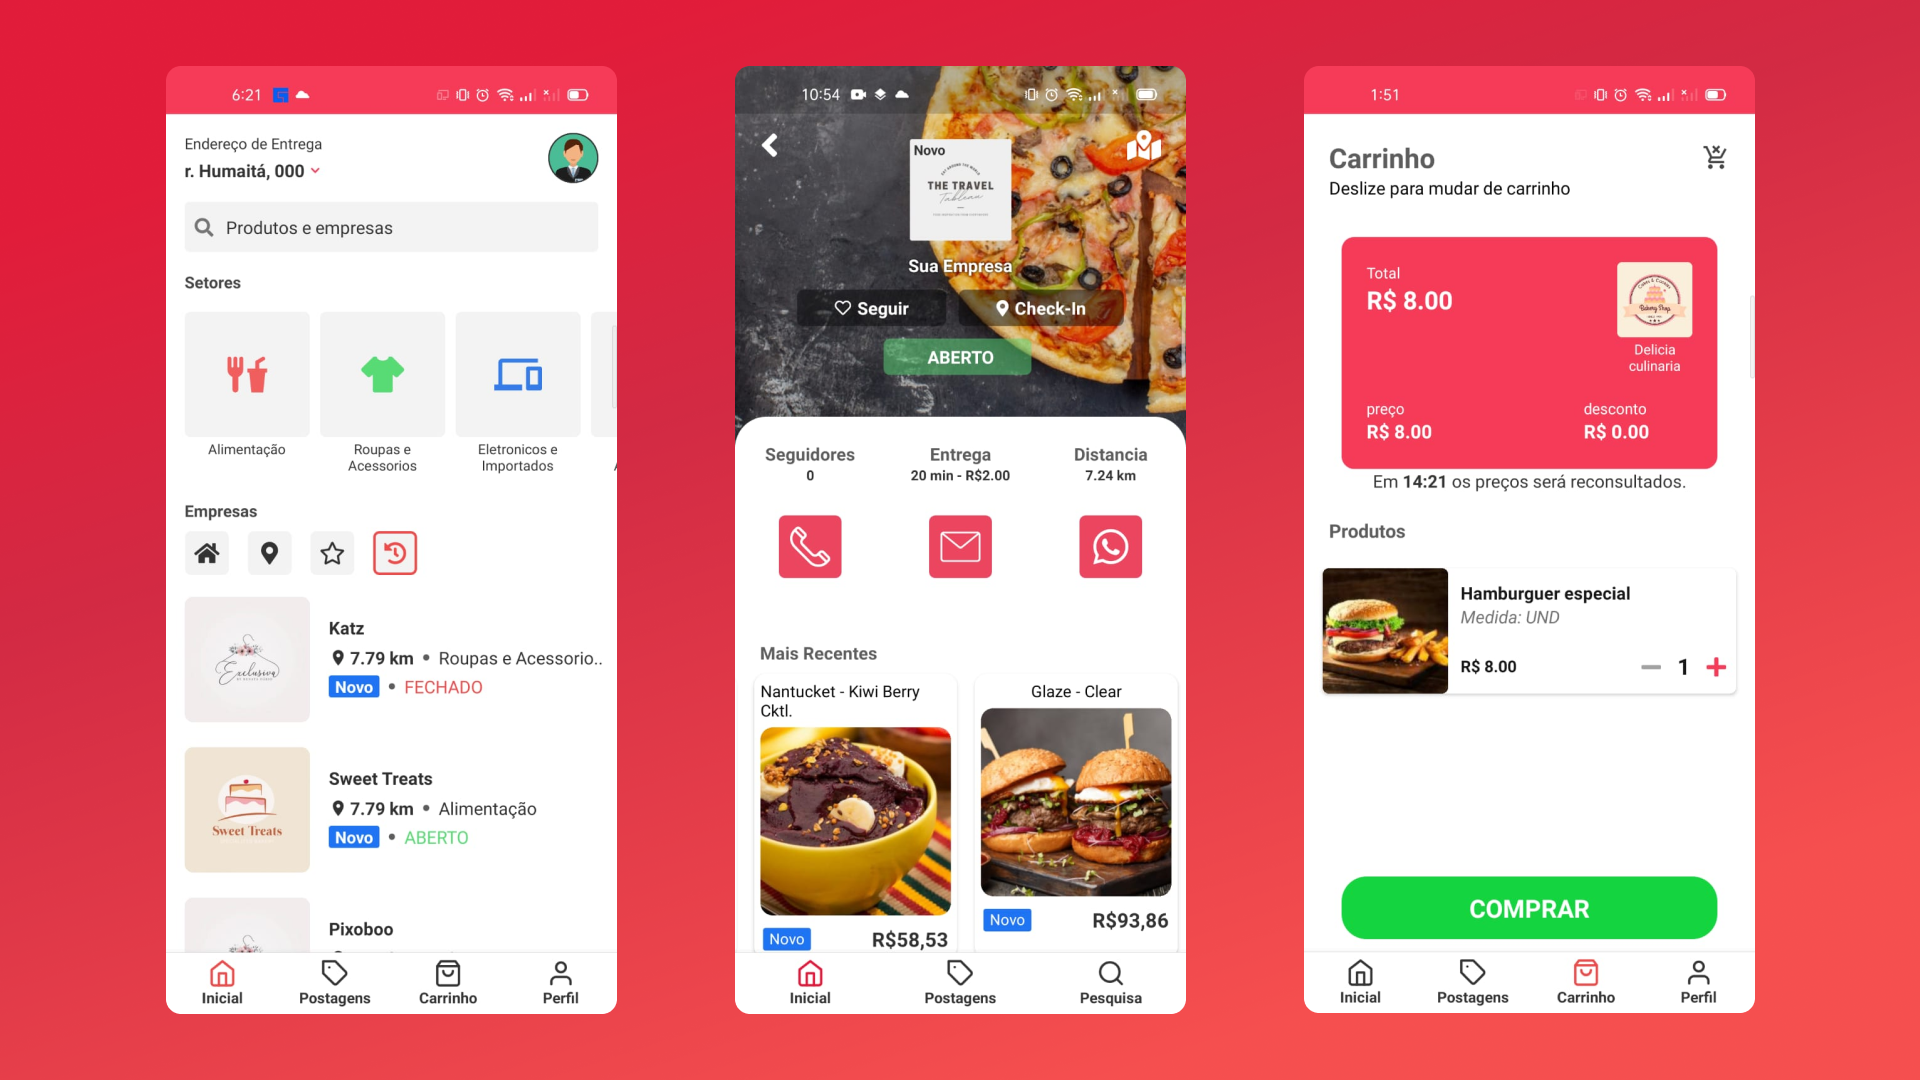 6:21
Endereço de Entrega
r. Humaitá, 000
Produtos e empresas
Setores
Alimentação
Roupas e
Acessorios
Eletronicos e
Importados
Empresas
Exclusiva
Katz
7.79 km • Roupas e Acessorio..
Novo • FECHADO
Sweet Treats
Sweet Treats
7.79 km • Alimentação
Novo • ABERTO
Pixoboo
Inicial
Postagens
Carrinho
Perfil
10:54
Novo
THE TRAVEL
Tableau
Sua Empresa
Seguir
Check-In
ABERTO
Seguidores
0
Entrega
20 min - R$2.00
Distancia
7.24 km
Mais Recentes
Nantucket - Kiwi Berry
Cktl.
Novo
R$58,53
Glaze - Clear
Novo
R$93,86
Inicial
Postagens
Pesquisa
1:51
Carrinho
Deslize para mudar de carrinho
Total
R$ 8.00
Bakery Shop
Delicia
culinaria
preço
R$ 8.00
desconto
R$ 0.00
Em 14:21 os preços será reconsultados.
Produtos
Hamburguer especial
Medida: UND
R$ 8.00
1
COMPRAR
Inicial
Postagens
Carrinho
Perfil